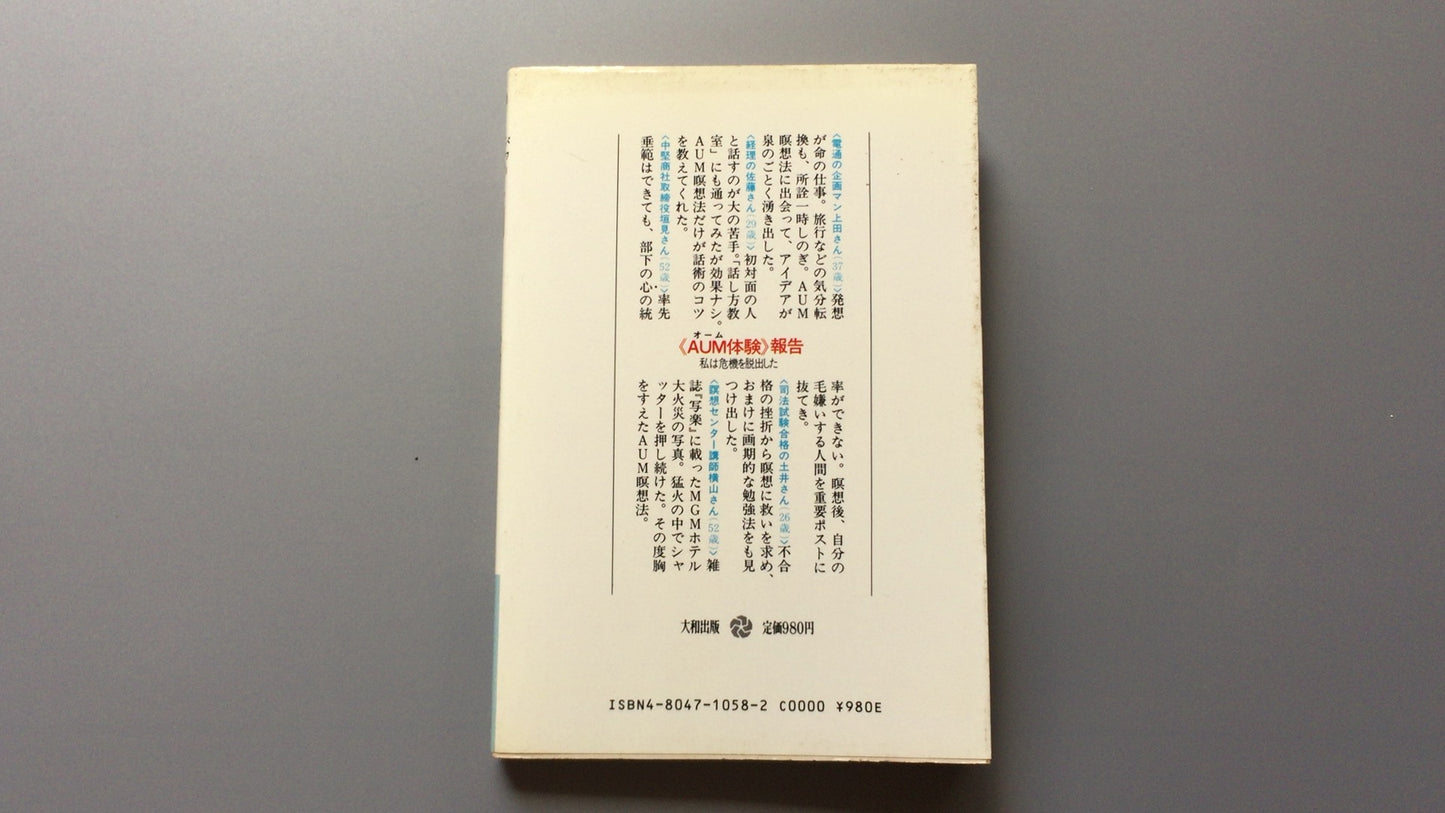 〈電通の企画マン上田さん(37歳)〉発想
が命の仕事。旅行などの気分転
換も、所詮一時しのぎ。AUM
瞑想法に出会って、アイデアが
泉のごとく湧き出した。
〈経理の佐藤さん(29歳)〉初対面の人
と話すのが大の苦手。『話し方教
室』にも通ってみたが効果ナシ。
AUM瞑想法だけが話術のコツ
を教えてくれた。
〈中堅商社取締役垣見さん(52歳)〉率先
垂範はできても、部下の心の統
オーム
《AUM体験》報告
私は危機を脱出した
率ができない。瞑想後、自分の
毛嫌いする人間を重要ポストに
抜てき。
〈司法試験合格の土井さん(26歳)〉不合
格の挫折から瞑想に救いを求め、
おまけに画期的な勉強法をも見
つけ出した。
〈瞑想センター講師横山さん(52歳)〉雑
誌『写楽』に載ったMGMホテル
大火災の写真。猛火の中でシャ
ッターを押し続けた。その度胸
をすえたAUM瞑想法。
大和出版 定価980円
ISBN4-8047-1058-2 C0000 ¥980E